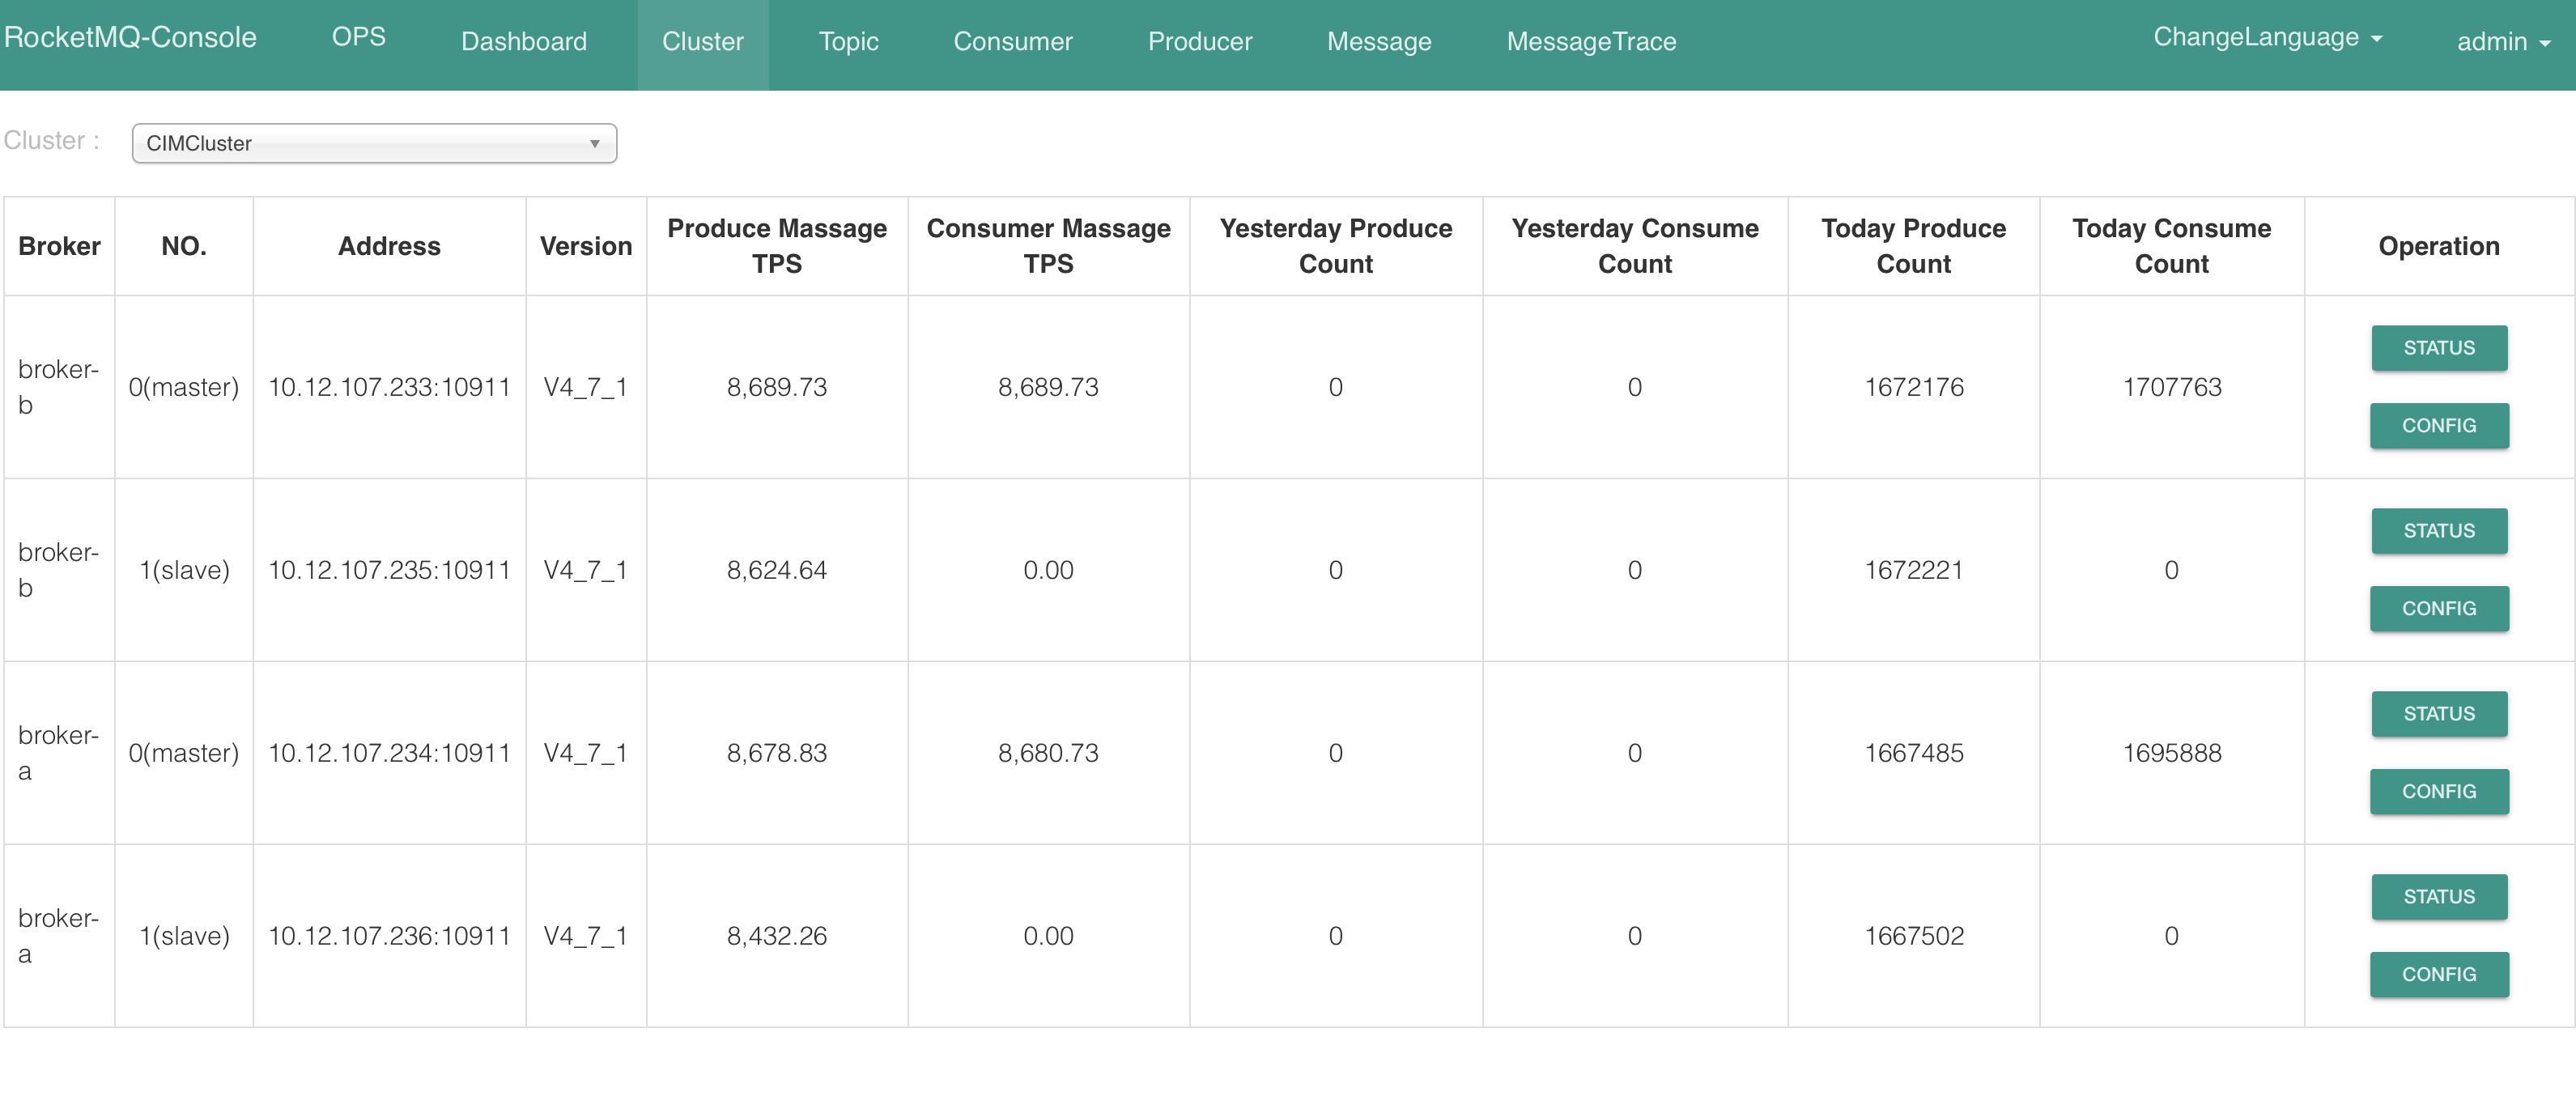 RocketMQ-Console OPS Dashboard Cluster Topic Consumer Producer Message MessageTrace ChangeLanguage admin
Cluster : CIMCluster
Broker NO. Address Version Produce Massage TPS Consumer Massage TPS Yesterday Produce Count Yesterday Consume Count Today Produce Count Today Consume Count Operation
broker-b 0(master) 10.12.107.233:10911 V4_7_1 8,689.73 8,689.73 0 0 1672176 1707763 STATUS CONFIG
broker-b 1(slave) 10.12.107.235:10911 V4_7_1 8,624.64 0.00 0 0 1672221 0 STATUS CONFIG
broker-a 0(master) 10.12.107.234:10911 V4_7_1 8,678.83 8,680.73 0 0 1667485 1695888 STATUS CONFIG
broker-a 1(slave) 10.12.107.236:10911 V4_7_1 8,432.26 0.00 0 0 1667502 0 STATUS CONFIG